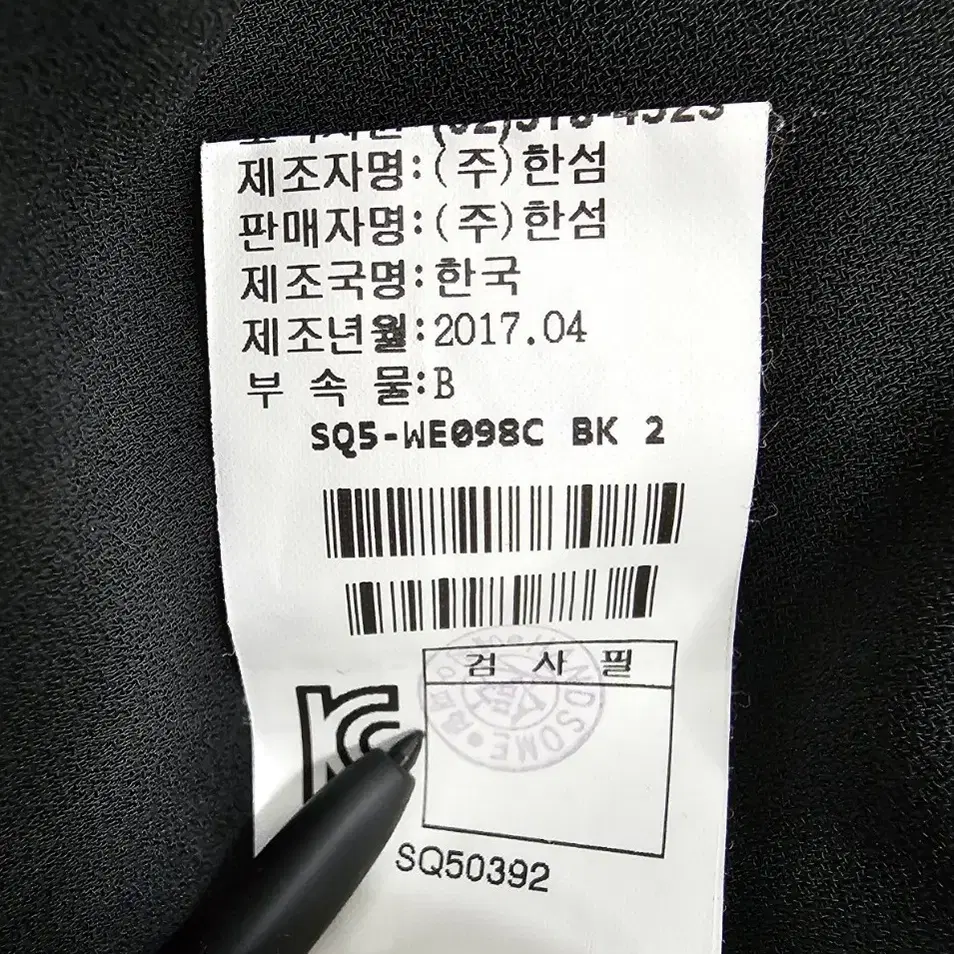 제조자명:(주)한섬
판매자명:(주)한섬
제조국명:한국
제조년월:2017.04
부 속 물:B
SQ5-WE098C BK 2
검 사 필
KC
SQ50392